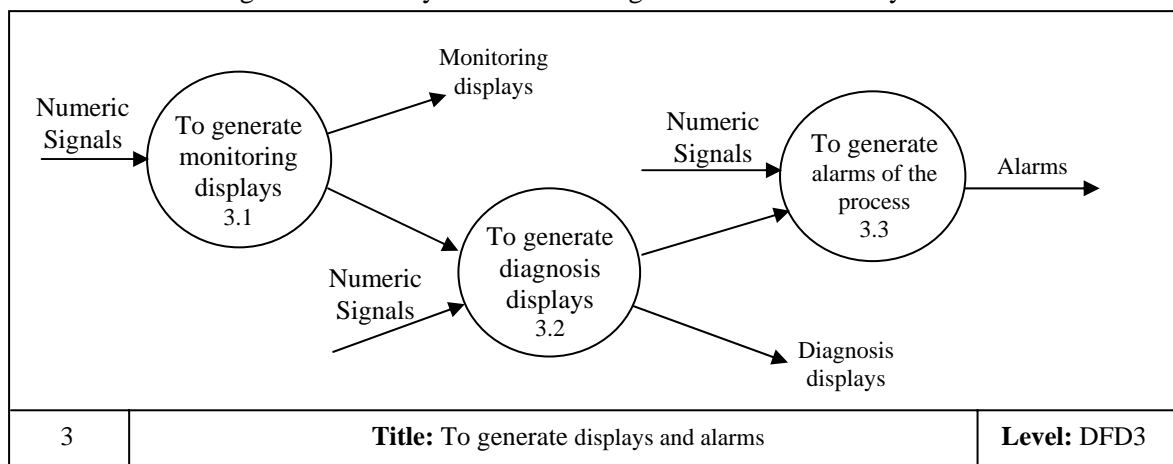 Monitoring
displays
Numeric
Signals
To generate
monitoring
displays
3.1
Numeric
Signals
To generate
alarms of the
process
3.3
Alarms
Numeric
Signals
To generate
diagnosis
displays
3.2
Diagnosis
displays
3
Title: To generate displays and alarms
Level: DFD3